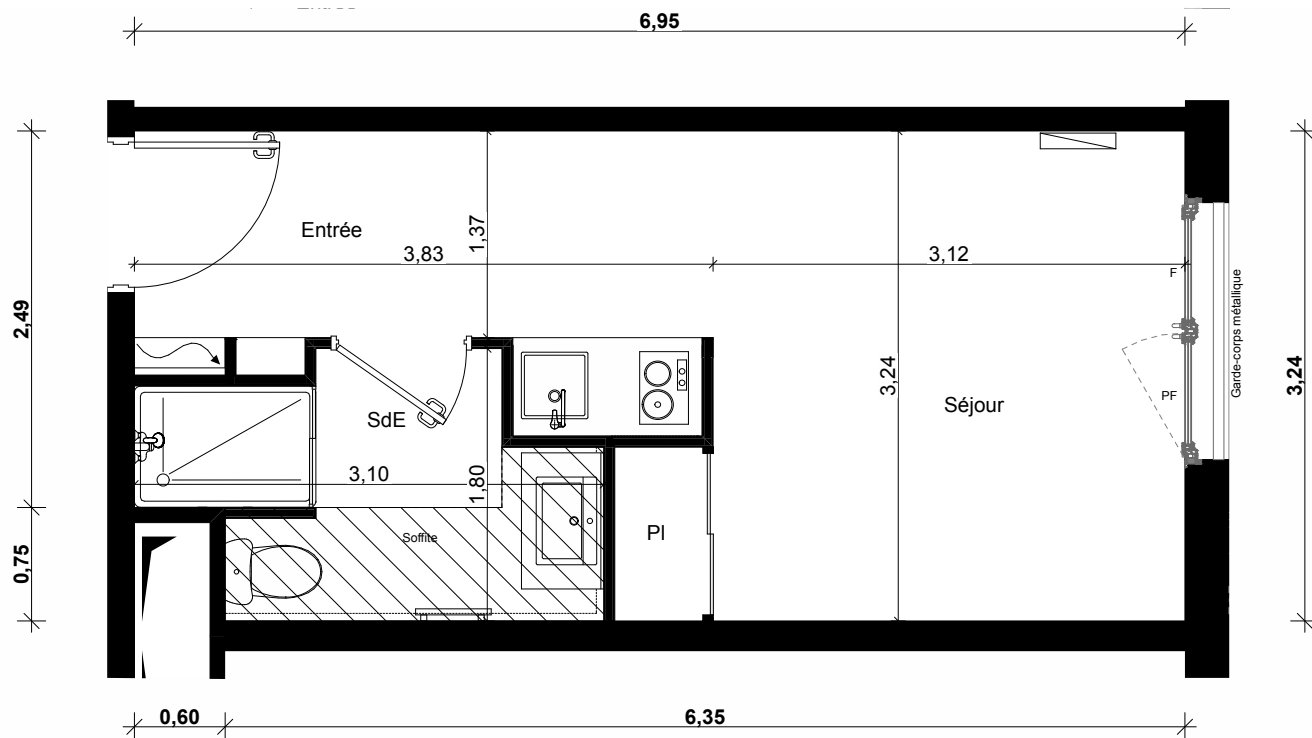 6,95
Entrée
1,37
3,83
3,12
F
Garde-corps métallique
2,49
3,24
3,24
PF
SdE
Séjour
3,10
1,80
Soffite
Pl
0,75
0,60
6,35